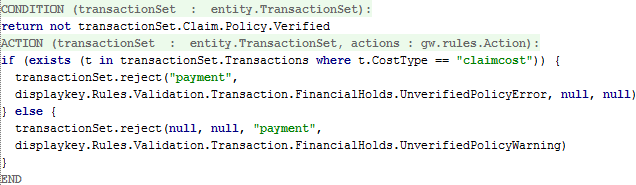 CONDITION (transactionSet  :  entity.TransactionSet):
return not transactionSet.Claim.Policy.Verified
ACTION (transactionSet  :  entity.TransactionSet, actions : gw.rules.Action):
if (exists (t in transactionSet.Transactions where t.CostType == "claimcost")) {
  transactionSet.reject("payment",
  displaykey.Rules.Validation.Transaction.FinancialHolds.UnverifiedPolicyError, null, null)
} else {
  transactionSet.reject(null, null, "payment",
  displaykey.Rules.Validation.Transaction.FinancialHolds.UnverifiedPolicyWarning)
}
END